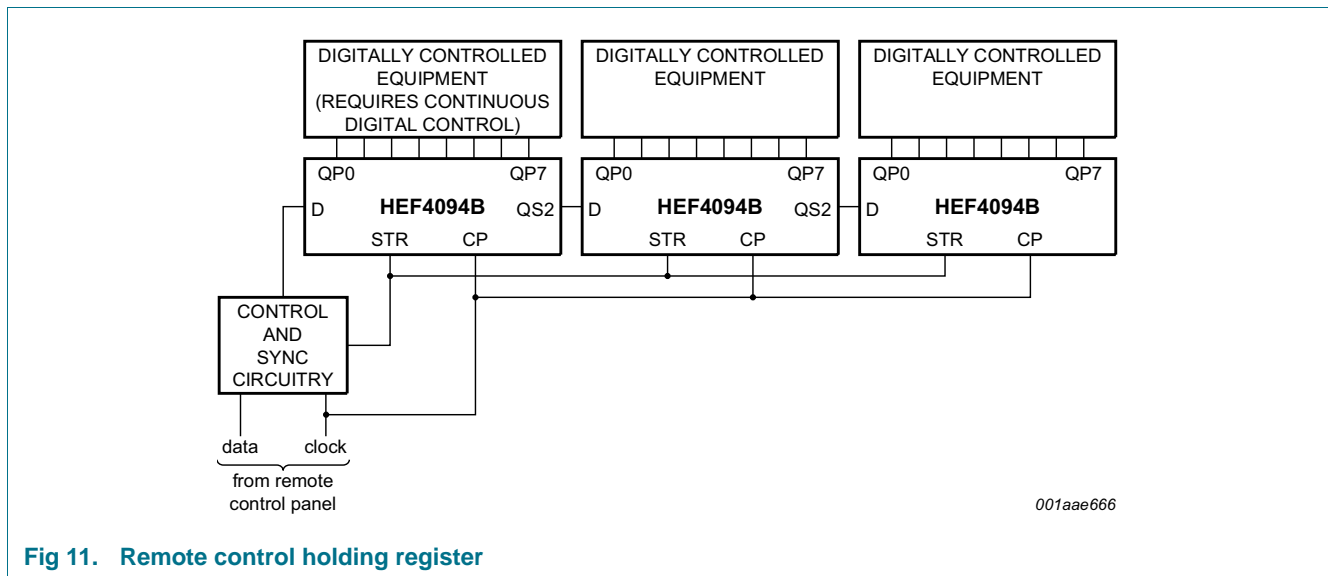 DIGITALLY CONTROLLED
EQUIPMENT
(REQUIRES CONTINUOUS
DIGITAL CONTROL)
DIGITALLY CONTROLLED
EQUIPMENT
DIGITALLY CONTROLLED
EQUIPMENT
QP0 QP7
D HEF4094B QS2
STR CP
QP0 QP7
D HEF4094B QS2
STR CP
QP0 QP7
D HEF4094B
STR CP
CONTROL
AND
SYNC
CIRCUITRY
data clock
from remote
control panel
001aae666
Fig 11. Remote control holding register